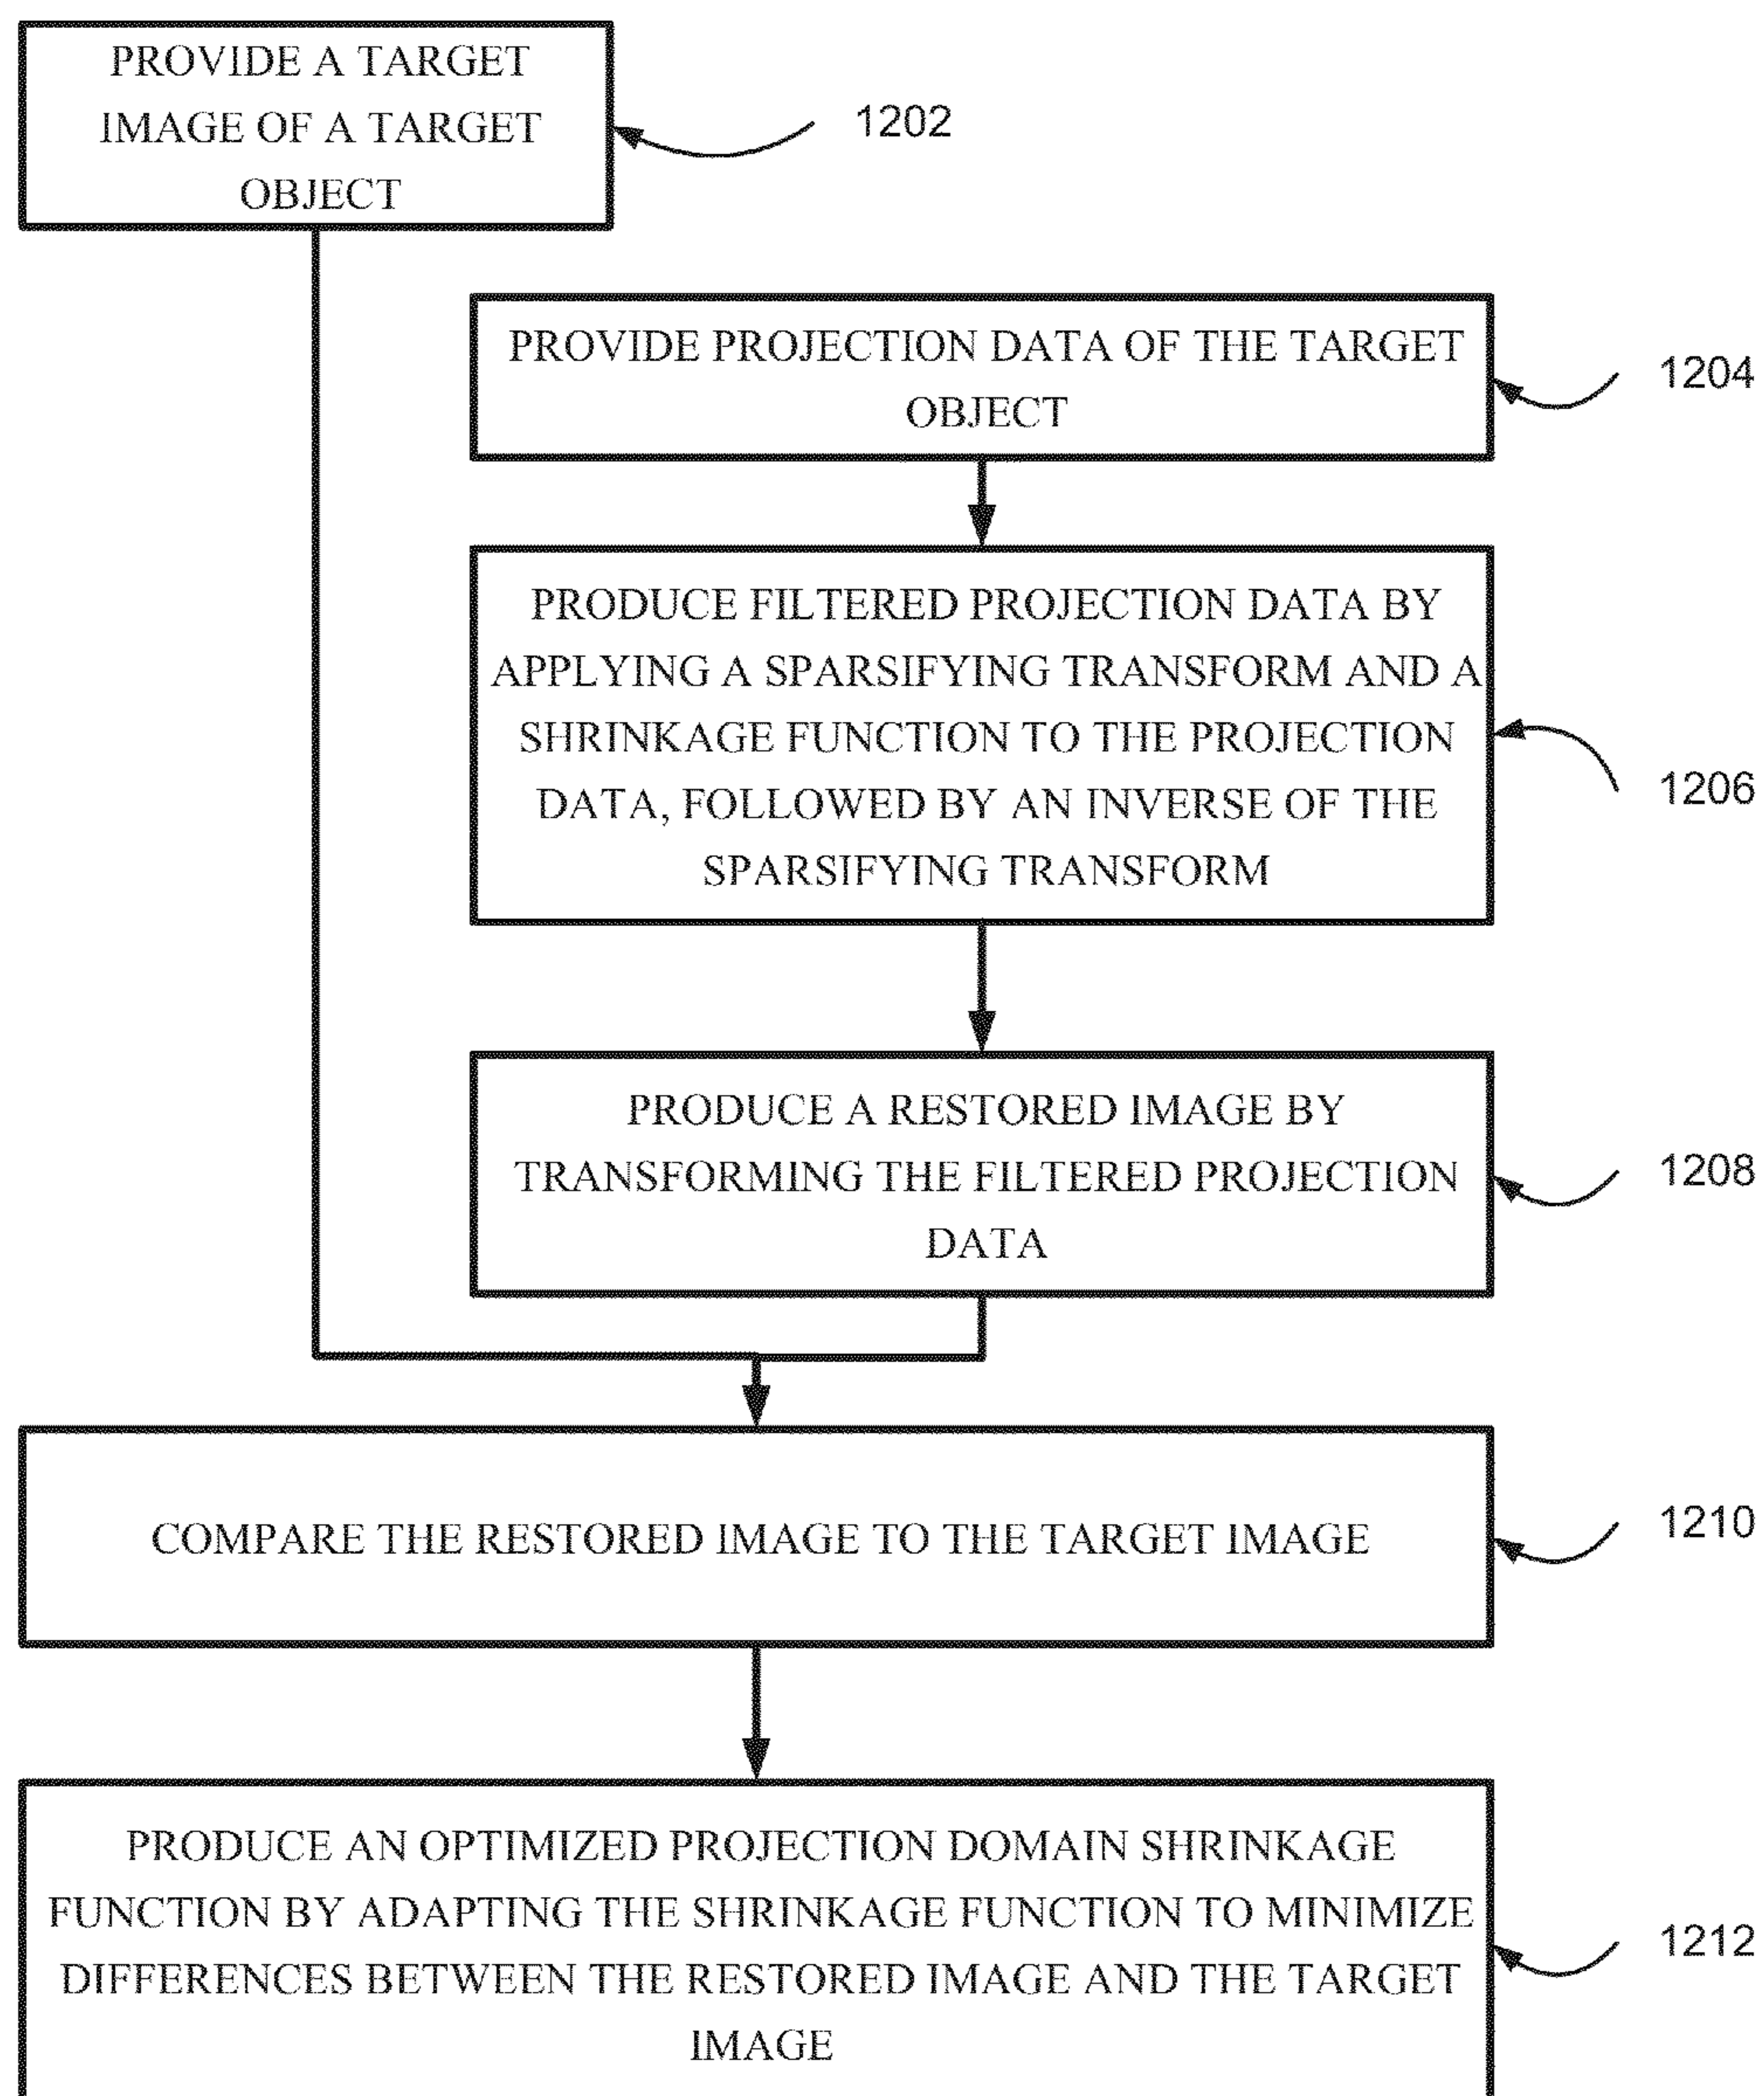 PROVIDE A TARGET
IMAGE OF A TARGET
OBJECT
1202
PROVIDE PROJECTION DATA OF THE TARGET
OBJECT
1204
PRODUCE FILTERED PROJECTION DATA BY
APPLYING A SPARSIFYING TRANSFORM AND A
SHRINKAGE FUNCTION TO THE PROJECTION
DATA, FOLLOWED BY AN INVERSE OF THE
SPARSIFYING TRANSFORM
1206
PRODUCE A RESTORED IMAGE BY
TRANSFORMING THE FILTERED PROJECTION
DATA
1208
COMPARE THE RESTORED IMAGE TO THE TARGET IMAGE
1210
PRODUCE AN OPTIMIZED PROJECTION DOMAIN SHRINKAGE
FUNCTION BY ADAPTING THE SHRINKAGE FUNCTION TO MINIMIZE
DIFFERENCES BETWEEN THE RESTORED IMAGE AND THE TARGET
IMAGE
1212